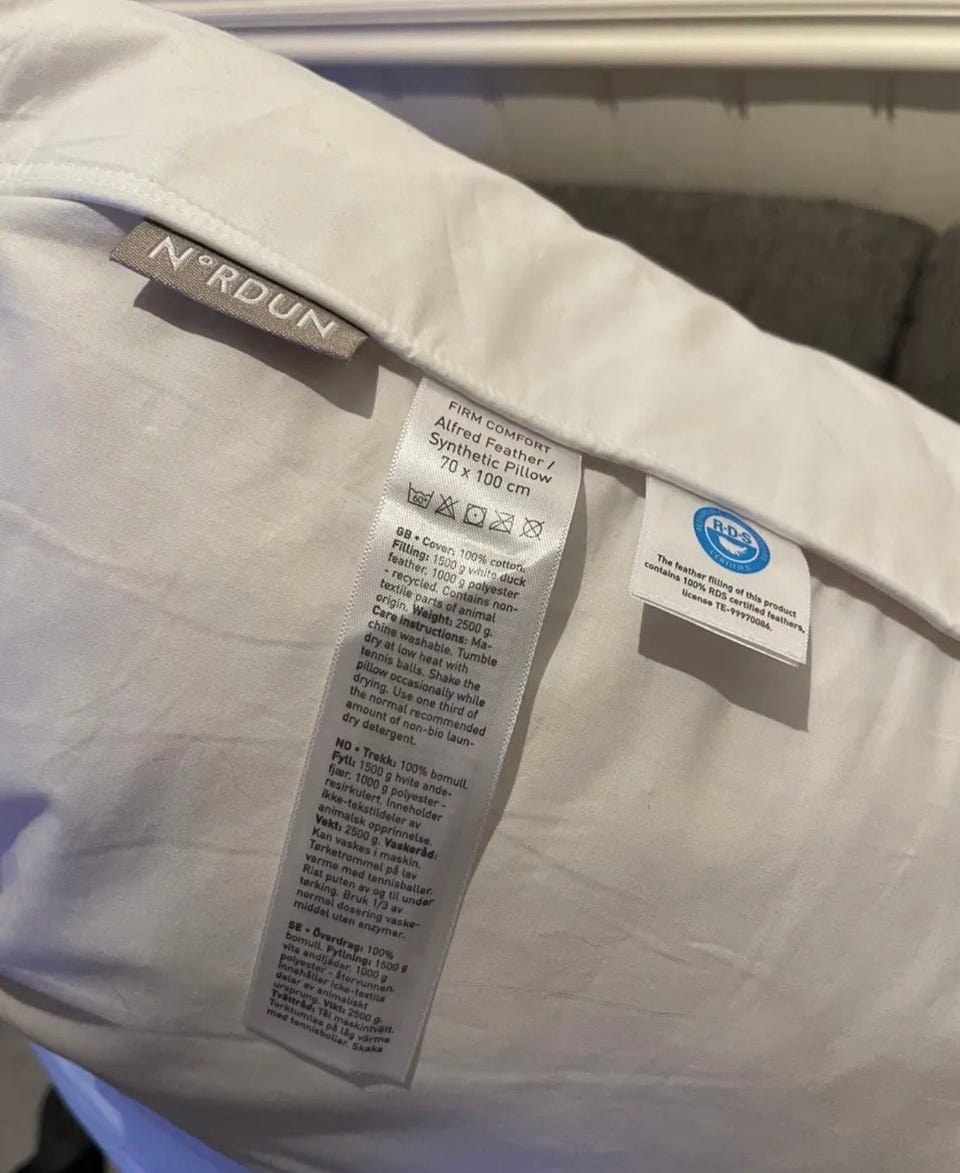 N°RDUN
FIRM COMFORT
Alfred Feather /
Synthetic Pillow
70 x 100 cm
60°
GB • Cover: 100% cotton.
Filling: 1500 g white duck
feather. 1000 g polyester
- recycled. Contains non-
textile parts of animal
origin. Weight: 2500 g.
Care instructions: Ma-
chine washable. Tumble
dry at low heat with
tennis balls. Shake the
pillow occasionally while
drying. Use one third of
the normal recommended
amount of non-bio laun-
dry detergent.
NO • Trekk: 100% bomull.
Fyll: 1500 g hvite ande-
fjær. 1000 g polyester -
resirkulert. Inneholder
ikke-tekstildeler av
animalsk opprinnelse.
Vekt: 2500 g. Vaskeråd:
Kan vaskes i maskin.
Tørketrommel på lav
varme med tennisballer.
Rist puten av og til under
tørking. Bruk 1/3 av
normal dosering vaske-
middel uten enzymer.
SE • Överdrag: 100%
bomull. Fyllning: 1500 g
vita andfjäder. 1000 g
polyester - återvunnen.
Innehåller icke-textila
delar av animaliskt
ursprung. Vikt: 2500 g.
Tvättråd: Tål maskintvätt.
Torktumlas på låg värme
med tennisbollar. Skaka
R·D·S
CERTIFIED
The feather filling of this product
contains 100% RDS certified feathers,
license TE-99970086.